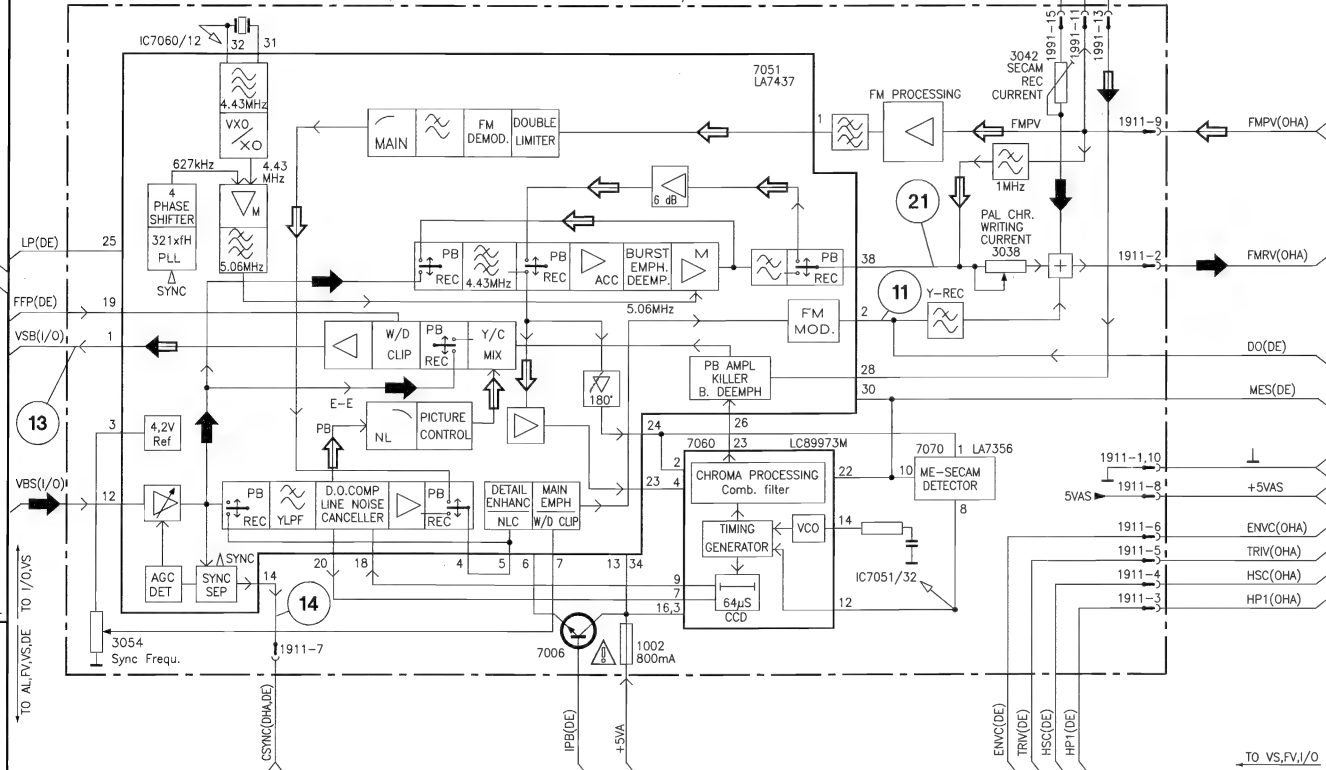 IC7060/12
32
31
4.43MHz
VXO
XO
627kHz
4.43
MHz
4
PHASE
SHIFTER
321xfH
PLL
SYNC
M
5.06MHz
LP(DE)
25
FFP(DE)
19
VSB(I/O)
1
13
3
4,2V
Ref
VBS(I/O)
12
AGC
DET
SYNC
SEP
SYNC
14
14
1911-7
3054
Sync Frequ.
TO I/O,VS
TO AL,FV,VS,DE
CSYNC(DHA,DE)
7051
LA7437
MAIN
FM
DEMOD.
DOUBLE
LIMITER
1
FM PROCESSING
FMPV
1991-15
1991-11
1991-13
3042
SECAM
REC
CURRENT
1911-9
FMPV(OHA)
1MHz
6 dB
21
PAL CHR.
WRITING
CURRENT
3038
PB
REC
4.43MHz
PB
REC
ACC
BURST
EMPH.
DEEMP.
M
PB
REC
38
1911-2
FMRV(OHA)
5.06MHz
FM
MOD.
2
11
Y-REC
W/D
CLIP
PB
REC
Y/C
MIX
E-E
PB AMPL
KILLER
B. DEEMPH
28
30
DO(DE)
MES(DE)
180°
PB
NL
PICTURE
CONTROL
26
24
23
7060
LC89973M
7070
1
LA7356
CHROMA PROCESSING
Comb. filter
2
4
23
22
10
ME-SECAM
DETECTOR
8
1911-1,10
5VAS
1911-8
+5VAS
PB
REC
YLPF
D.O.COMP
LINE NOISE
CANCELLER
PB
REC
DETAIL
ENHANC
NLC
MAIN
EMPH
W/D CLIP
TIMING
GENERATOR
VCO
14
IC7051/32
64µS
CCD
9
7
16,3
12
20
18
4
5
6
7
13
34
7006
1002
800mA
IPB(DE)
+5VA
1911-6
ENVC(OHA)
1911-5
TRIV(OHA)
1911-4
HSC(OHA)
1911-3
HP1(OHA)
ENVC(DE)
TRIV(DE)
HSC(DE)
HP1(DE)
TO VS,FV,I/O